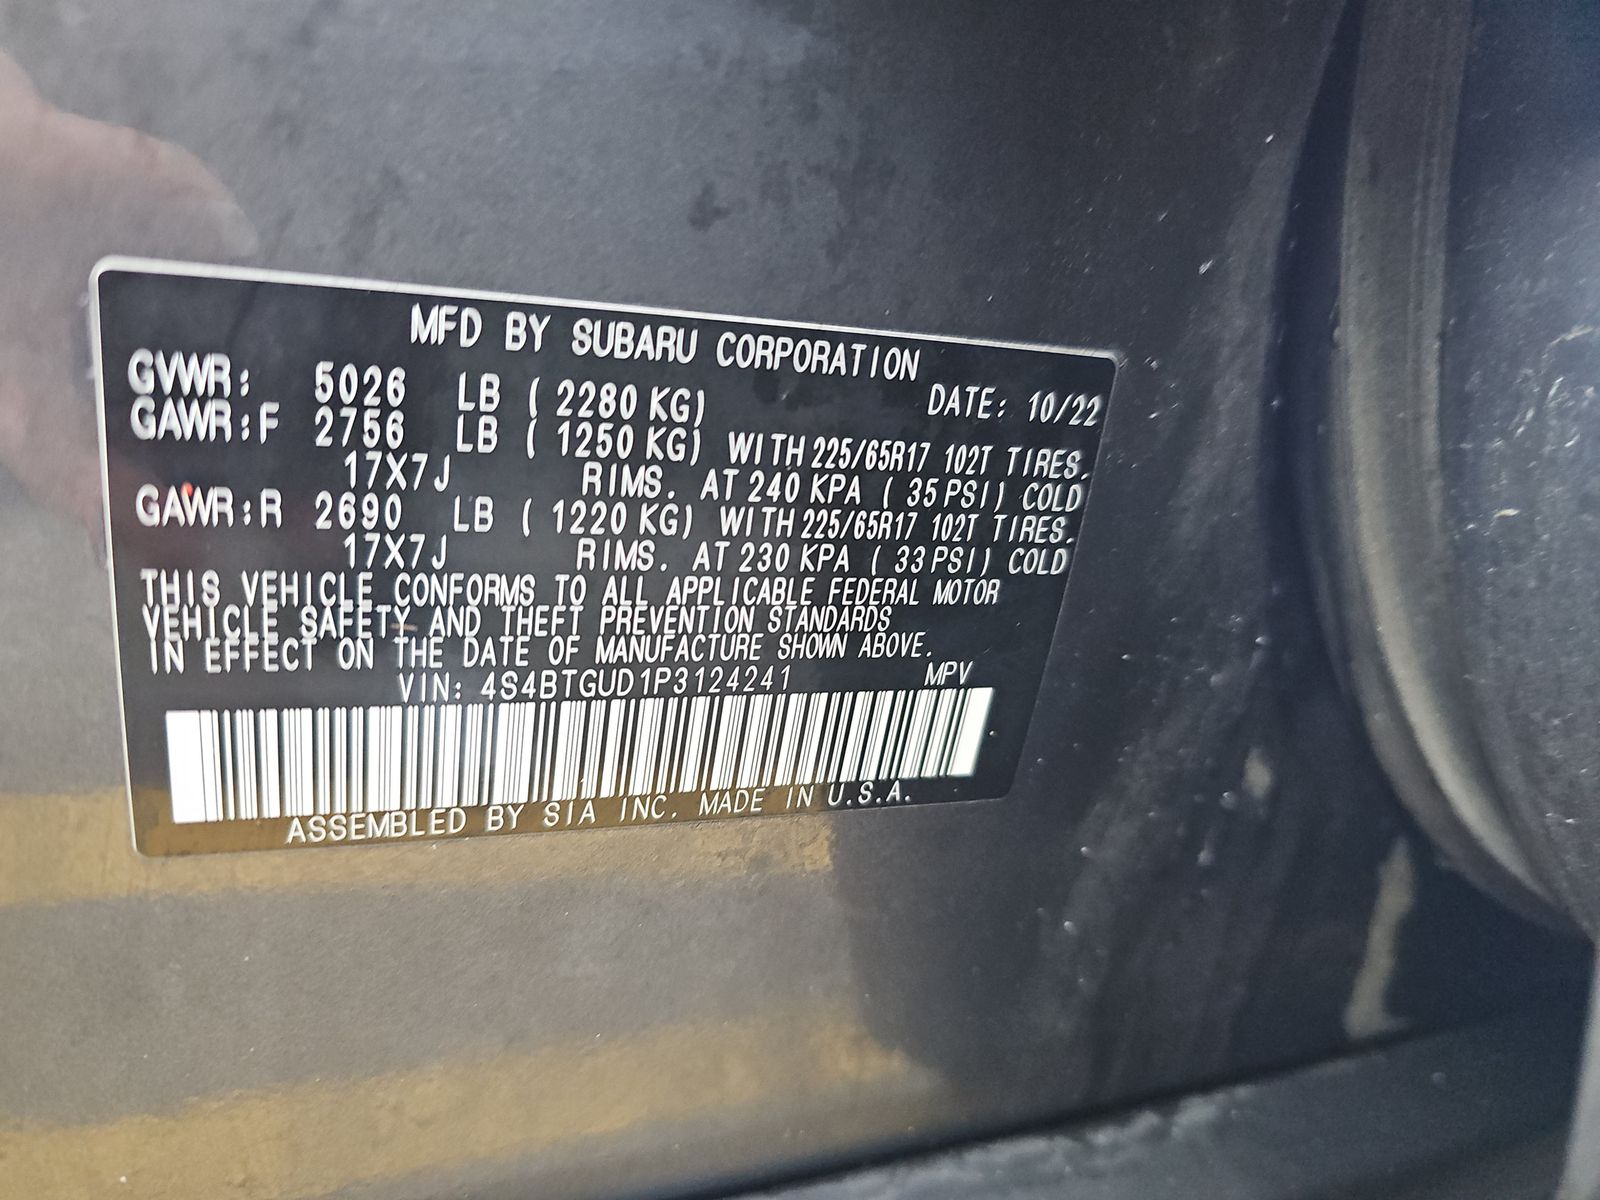 MFD BY SUBARU CORPORATION
GVWR: 5026 LB ( 2280 KG) DATE: 10/22
GAWR:F 2756 LB ( 1250 KG) WITH 225/65R17 102T TIRES.
17X7J RIMS. AT 240 KPA ( 35 PSI) COLD
GAWR:R 2690 LB ( 1220 KG) WITH 225/65R17 102T TIRES.
17X7J RIMS. AT 230 KPA ( 33 PSI) COLD
THIS VEHICLE CONFORMS TO ALL APPLICABLE FEDERAL MOTOR
VEHICLE SAFETY AND THEFT PREVENTION STANDARDS
IN EFFECT ON THE DATE OF MANUFACTURE SHOWN ABOVE.
VIN: 4S4BTGUD1P3124241 MPV
ASSEMBLED BY SIA INC. MADE IN U.S.A.